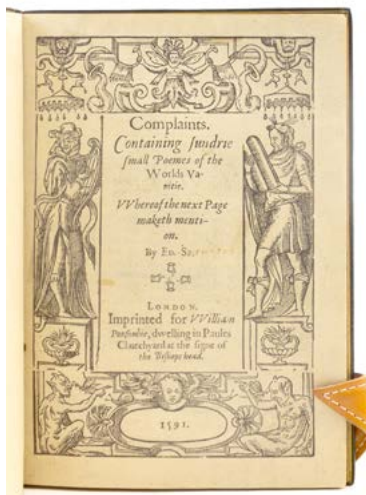 Complaints.
Containing sundrie
small Poemes of the
Worlds Va-
nitie.
VVhereof the next Page
maketh menti-
on.
By ED. SP.
LONDON.
Imprinted for VVilliam
Ponsonbie, dwelling in Paules
Churchyard at the signe of
the Bishops head.
1591.